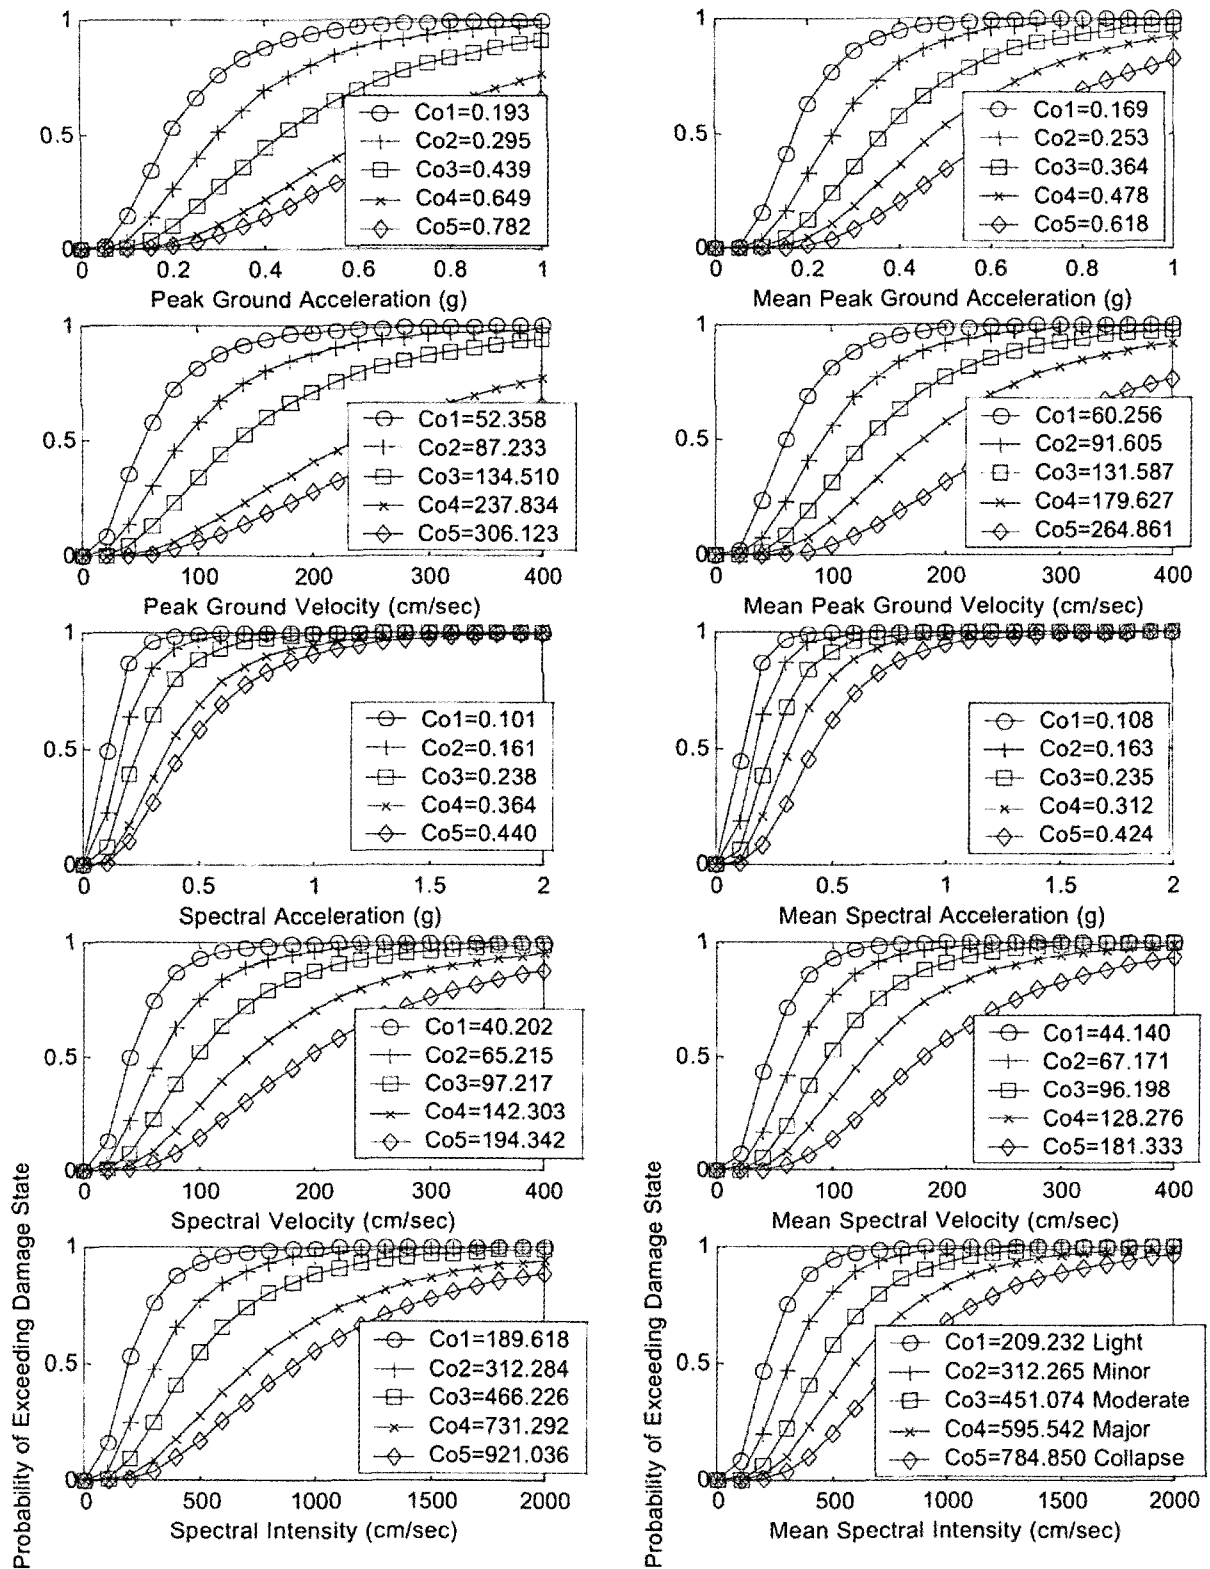 1
0.5
0
Co1=0.193
Co2=0.295
Co3=0.439
Co4=0.649
Co5=0.782
0 0.2 0.4 0.6 0.8 1
Peak Ground Acceleration (g)
1
0.5
0
Co1=0.169
Co2=0.253
Co3=0.364
Co4=0.478
Co5=0.618
0 0.2 0.4 0.6 0.8 1
Mean Peak Ground Acceleration (g)
1
0.5
0
Co1=52.358
Co2=87.233
Co3=134.510
Co4=237.834
Co5=306.123
0 100 200 300 400
Peak Ground Velocity (cm/sec)
1
0.5
0
Co1=60.256
Co2=91.605
Co3=131.587
Co4=179.627
Co5=264.861
0 100 200 300 400
Mean Peak Ground Velocity (cm/sec)
1
0.5
0
Co1=0.101
Co2=0.161
Co3=0.238
Co4=0.364
Co5=0.440
0 0.5 1 1.5 2
Spectral Acceleration (g)
1
0.5
0
Co1=0.108
Co2=0.163
Co3=0.235
Co4=0.312
Co5=0.424
0 0.5 1 1.5 2
Mean Spectral Acceleration (g)
1
0.5
0
Co1=40.202
Co2=65.215
Co3=97.217
Co4=142.303
Co5=194.342
0 100 200 300 400
Spectral Velocity (cm/sec)
1
0.5
0
Co1=44.140
Co2=67.171
Co3=96.198
Co4=128.276
Co5=181.333
0 100 200 300 400
Mean Spectral Velocity (cm/sec)
Probability of Exceeding Damage State
1
0.5
0
Co1=189.618
Co2=312.284
Co3=466.226
Co4=731.292
Co5=921.036
0 500 1000 1500 2000
Spectral Intensity (cm/sec)
Probability of Exceeding Damage State
1
0.5
0
Co1=209.232 Light
Co2=312.265 Minor
Co3=451.074 Moderate
Co4=595.542 Major
Co5=784.850 Collapse
0 500 1000 1500 2000
Mean Spectral Intensity (cm/sec)